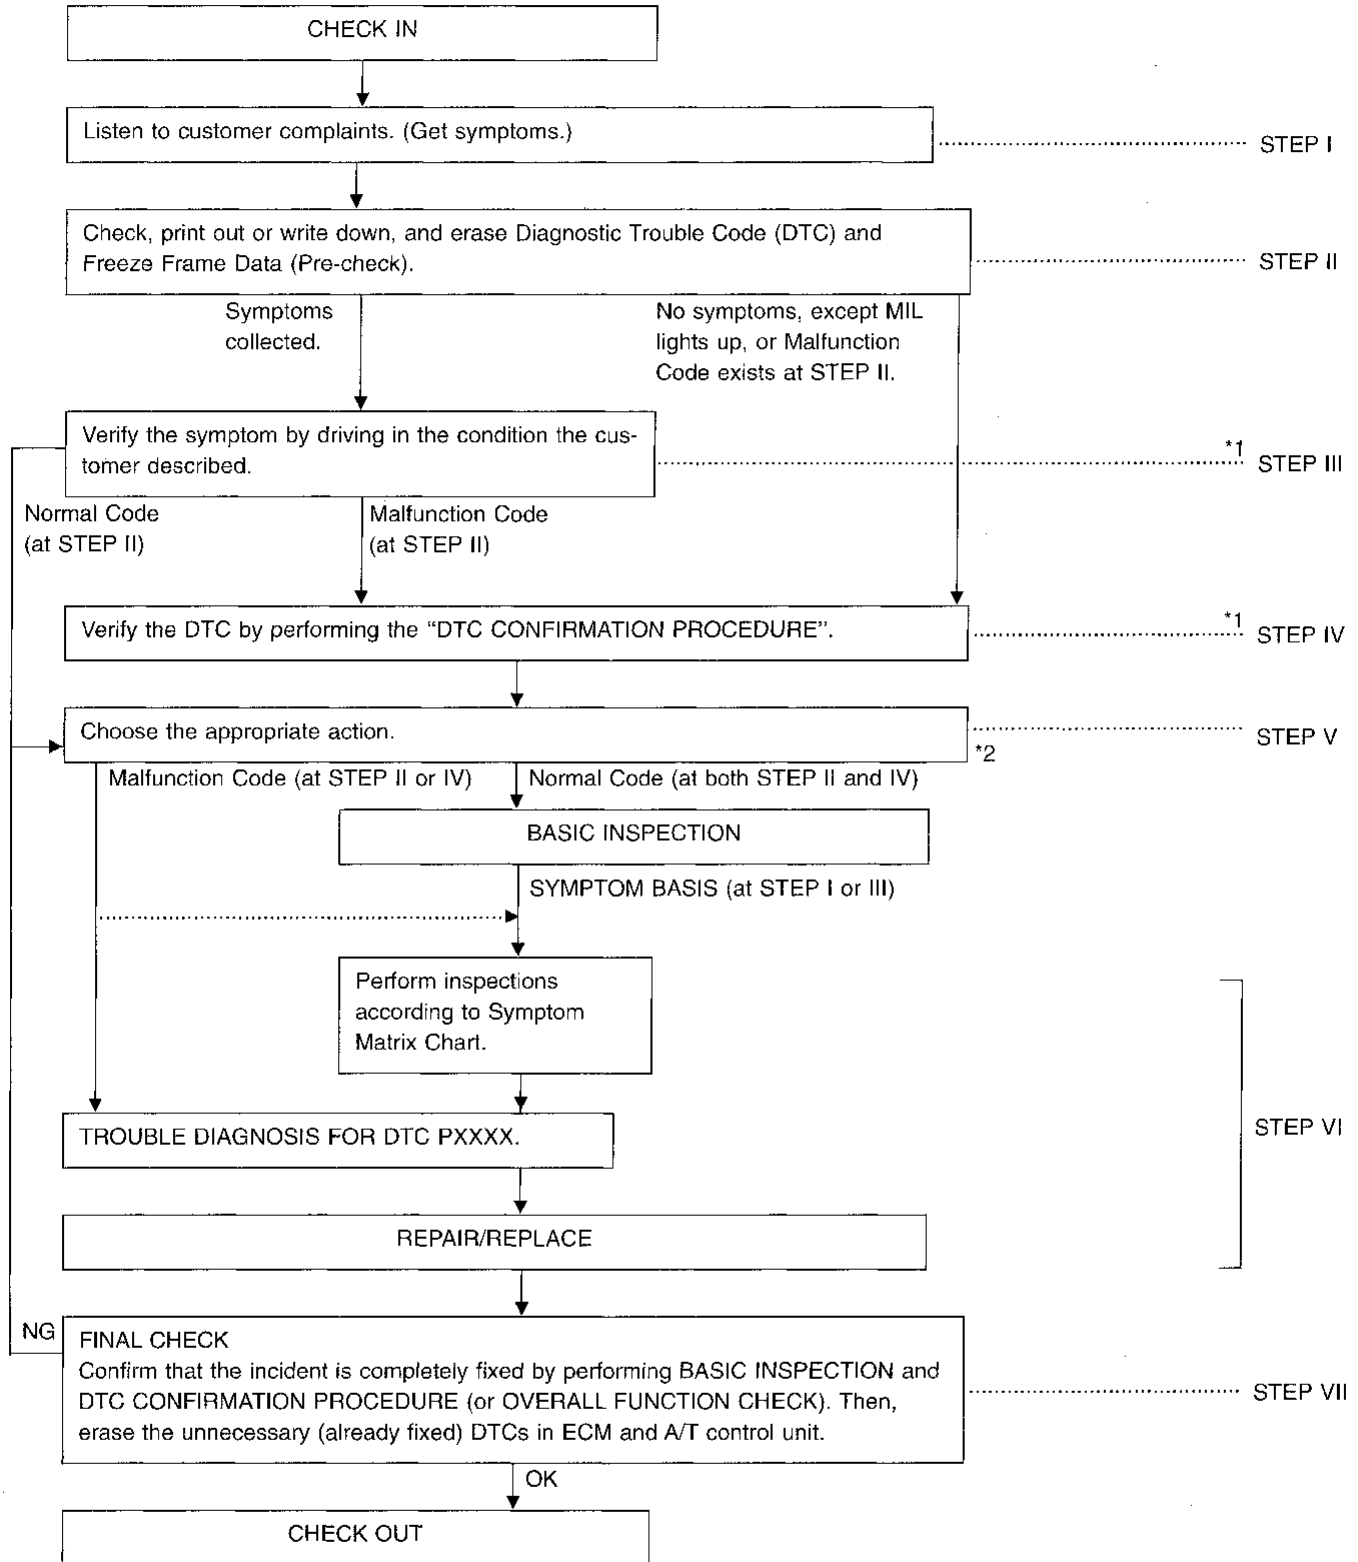 CHECK IN
Listen to customer complaints. (Get symptoms.)
STEP I
Check, print out or write down, and erase Diagnostic Trouble Code (DTC) and
Freeze Frame Data (Pre-check).
STEP II
Symptoms
collected.
No symptoms, except MIL
lights up, or Malfunction
Code exists at STEP II.
Verify the symptom by driving in the condition the cus-
tomer described.
*1 STEP III
Normal Code
(at STEP II)
Malfunction Code
(at STEP II)
Verify the DTC by performing the “DTC CONFIRMATION PROCEDURE”.
*1 STEP IV
Choose the appropriate action.
*2
STEP V
Malfunction Code (at STEP II or IV)
Normal Code (at both STEP II and IV)
BASIC INSPECTION
SYMPTOM BASIS (at STEP I or III)
Perform inspections
according to Symptom
Matrix Chart.
TROUBLE DIAGNOSIS FOR DTC PXXXX.
STEP VI
REPAIR/REPLACE
NG
FINAL CHECK
Confirm that the incident is completely fixed by performing BASIC INSPECTION and
DTC CONFIRMATION PROCEDURE (or OVERALL FUNCTION CHECK). Then,
erase the unnecessary (already fixed) DTCs in ECM and A/T control unit.
STEP VII
OK
CHECK OUT